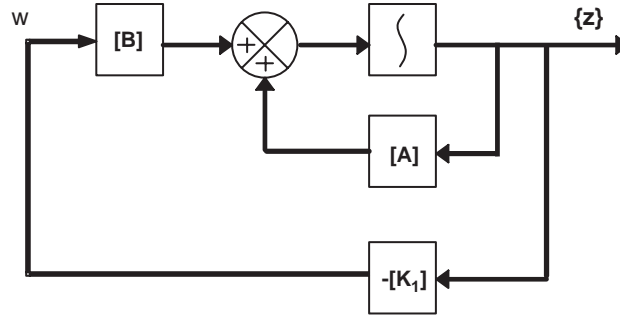 w
[B]
{z}
+
+
[A]
-[K₁]